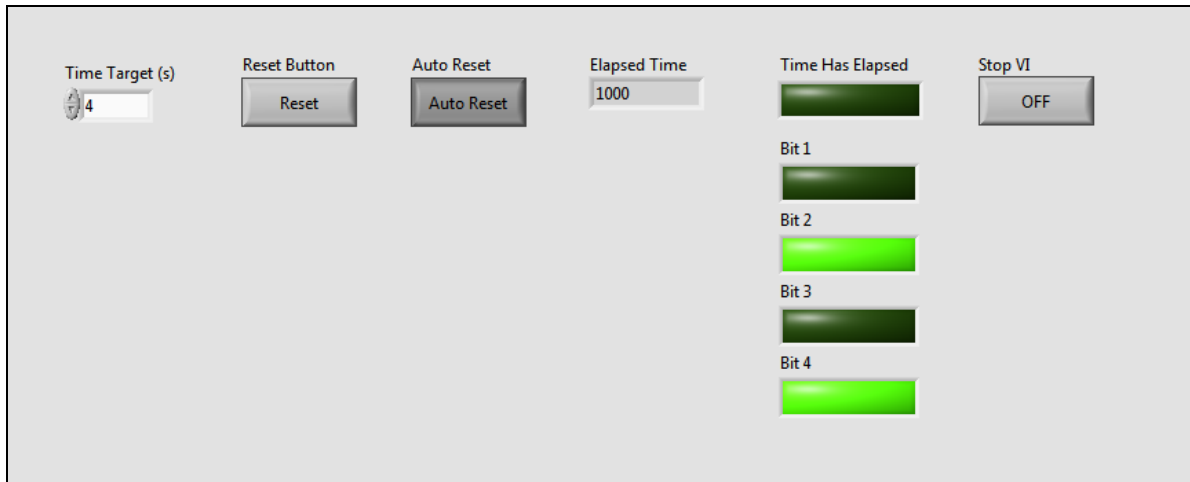 Time Target (s)
4
Reset Button
Reset
Auto Reset
Auto Reset
Elapsed Time
1000
Time Has Elapsed
Stop VI
OFF
Bit 1
Bit 2
Bit 3
Bit 4